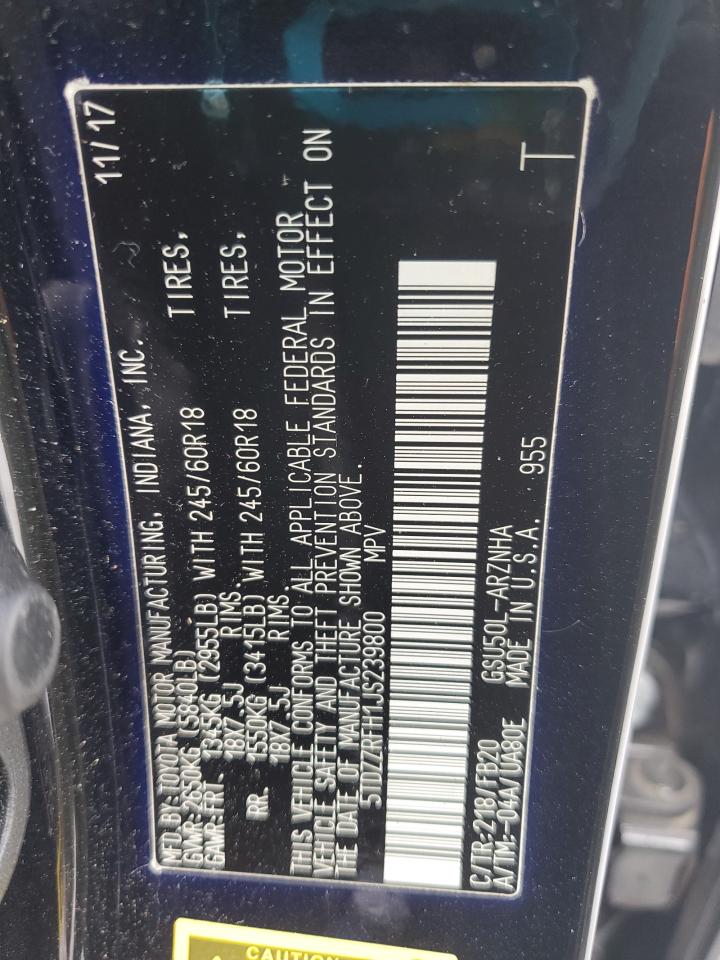 MFD. BY: TOYOTA MOTOR MANUFACTURING, INDIANA, INC. 11/17
GVWR: 2650KG (5840LB)
GAWR: FRT. 1345KG (2955LB) WITH 245/60R18 TIRES,
18X7.5J RIMS,
RR. 1550KG (3415LB) WITH 245/60R18 TIRES,
18X7.5J RIMS.
THIS VEHICLE CONFORMS TO ALL APPLICABLE FEDERAL MOTOR
VEHICLE SAFETY AND THEFT PREVENTION STANDARDS IN EFFECT ON
THE DATE OF MANUFACTURE SHOWN ABOVE.
5TDZZRFH1JS239800 MPV
C/TR: 218/FB20 GSU50L-ARZNHA T
A/TM: -04A/UA80E MADE IN U.S.A. 955
CAUTION